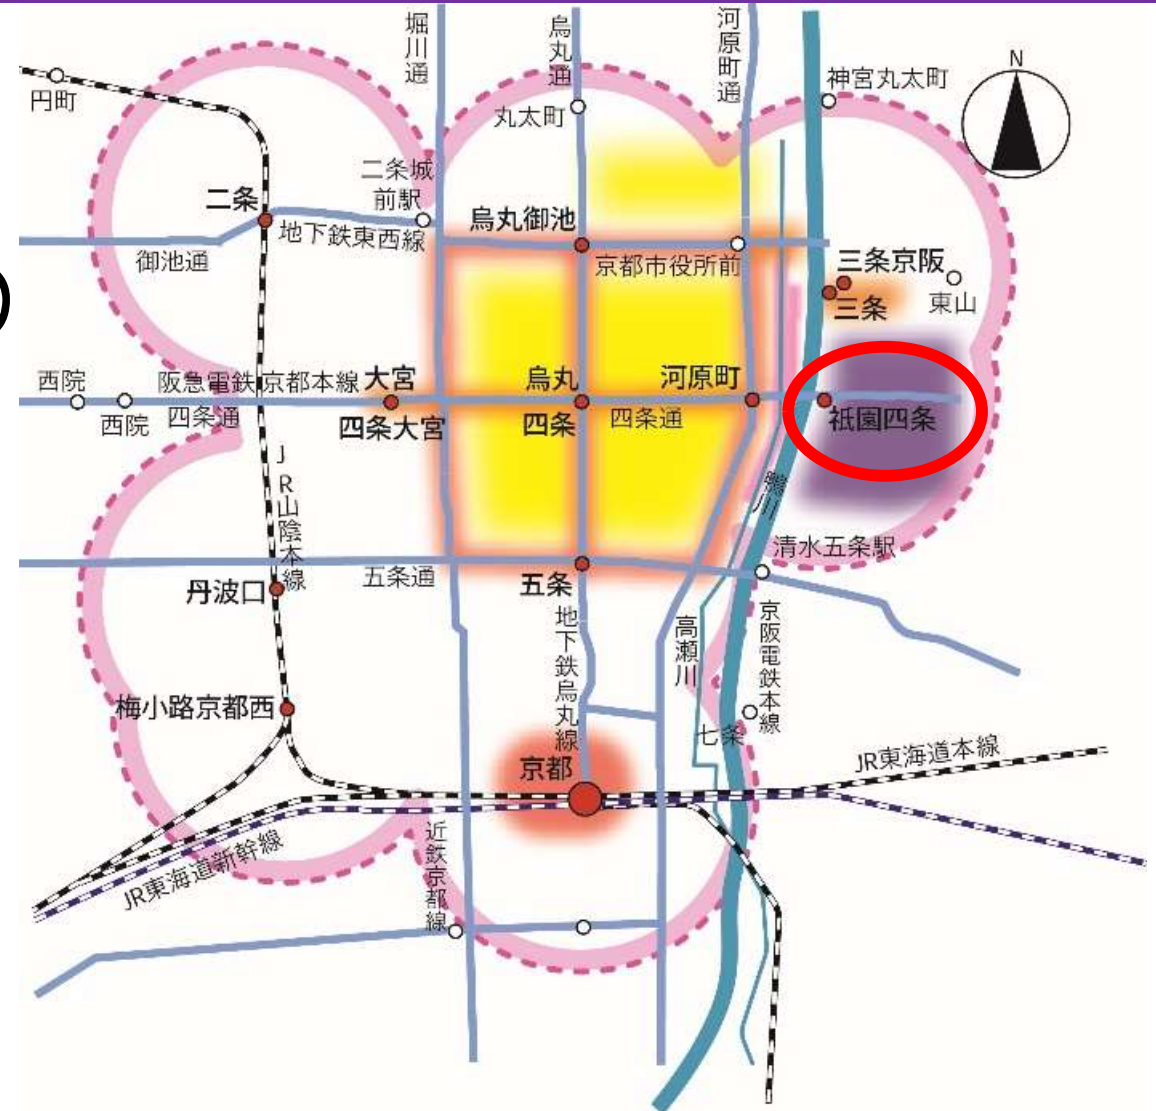 堀川通
烏丸通
河原町通
N
円町
丸太町
神宮丸太町
二条城
前駅
二条
地下鉄東西線
御池通
烏丸御池
京都市役所前
三条京阪
三条
東山
)
西院
西院
阪急電鉄京都本線
四条通
大宮
四条大宮
烏丸
四条
四条通
河原町
祇園四条
鴨川
JR山陰本線
清水五条駅
五条通
五条
丹波口
地下鉄烏丸線
高瀬川
京阪電鉄本線
梅小路京都西
七条
京都
JR東海道本線
JR東海道新幹線
近鉄京都線